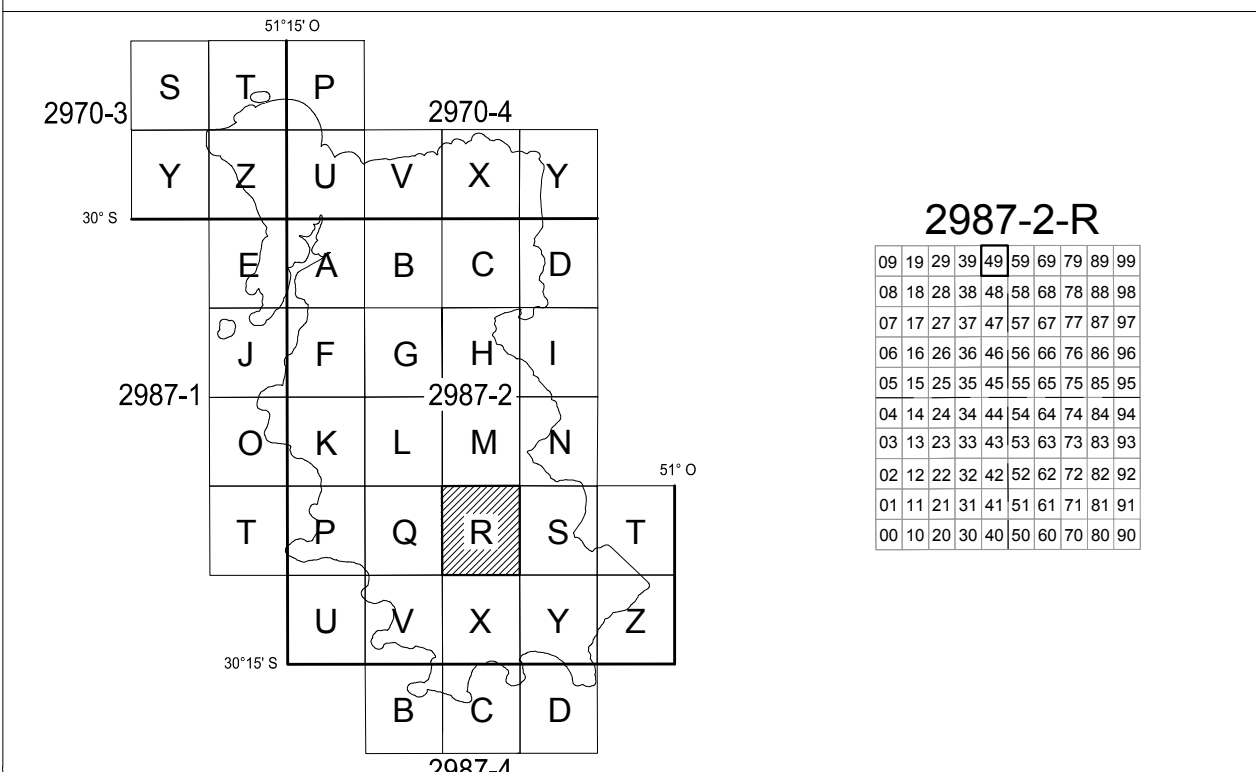 51°15' O
S T P
2970-3
2970-4
Y Z U V X Y
30° S
E A B C D
J F G H I
2987-1
2987-2
O K L M N
51° O
T P Q R S T
U V X Y Z
30°15' S
B C D
2987-4
2987-2-R
09 19 29 39 49 59 69 79 89 99
08 18 28 38 48 58 68 78 88 98
07 17 27 37 47 57 67 77 87 97
06 16 26 36 46 56 66 76 86 96
05 15 25 35 45 55 65 75 85 95
04 14 24 34 44 54 64 74 84 94
03 13 23 33 43 53 63 73 83 93
02 12 22 32 42 52 62 72 82 92
01 11 21 31 41 51 61 71 81 91
00 10 20 30 40 50 60 70 80 90